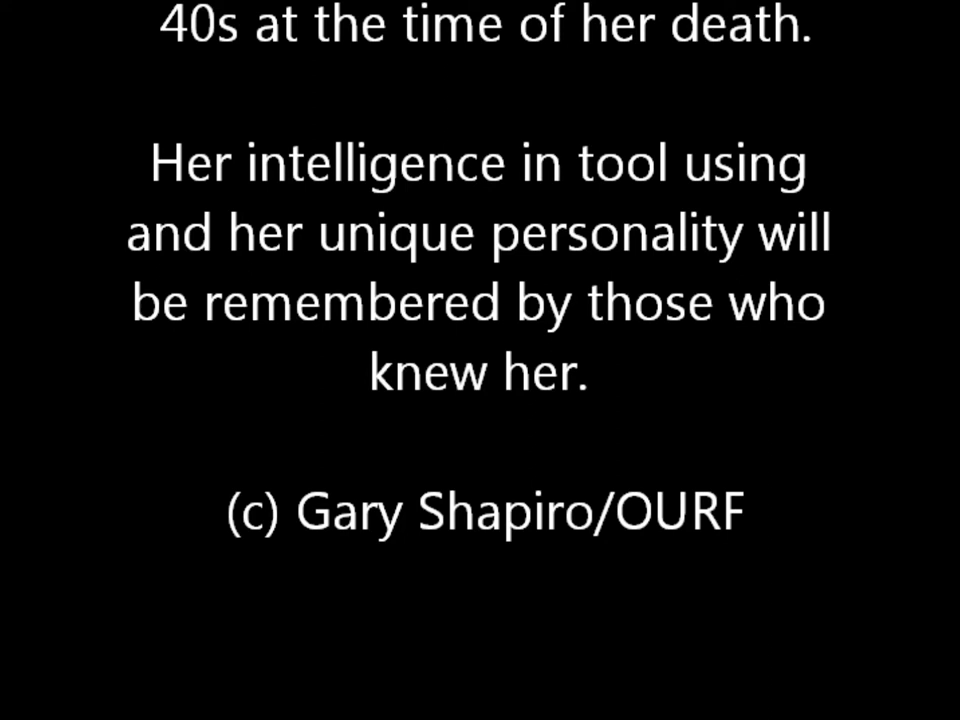 40s at the time of her death.
Her intelligence in tool using
and her unique personality will
be remembered by those who
knew her.
(c) Gary Shapiro/OURF